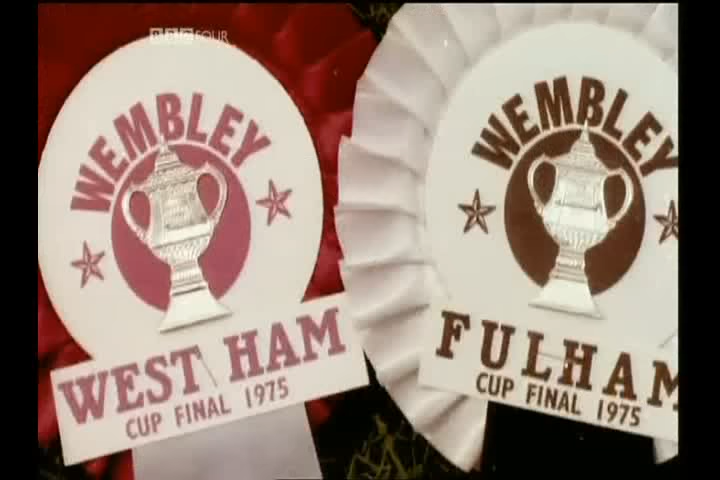 BBC FOUR
WEMBLEY
WEST HAM
CUP FINAL 1975
WEMBLEY
FULHAM
CUP FINAL 1975